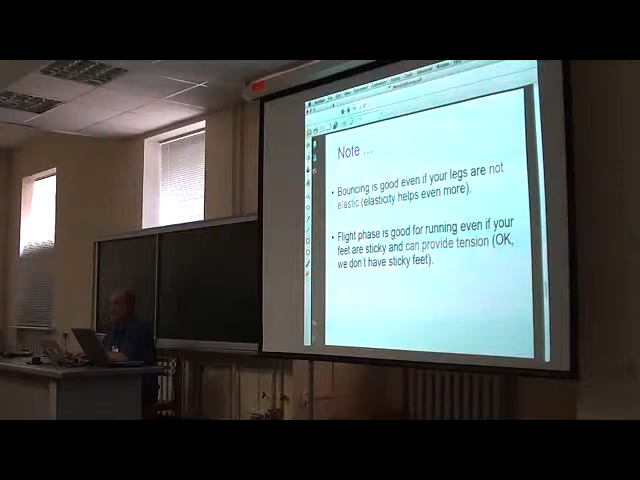 Note ...
• Bouncing is good even if your legs are not
elastic (elasticity helps even more).
• Flight phase is good for running even if your
feet are sticky and can provide tension (OK,
we don't have sticky feet).